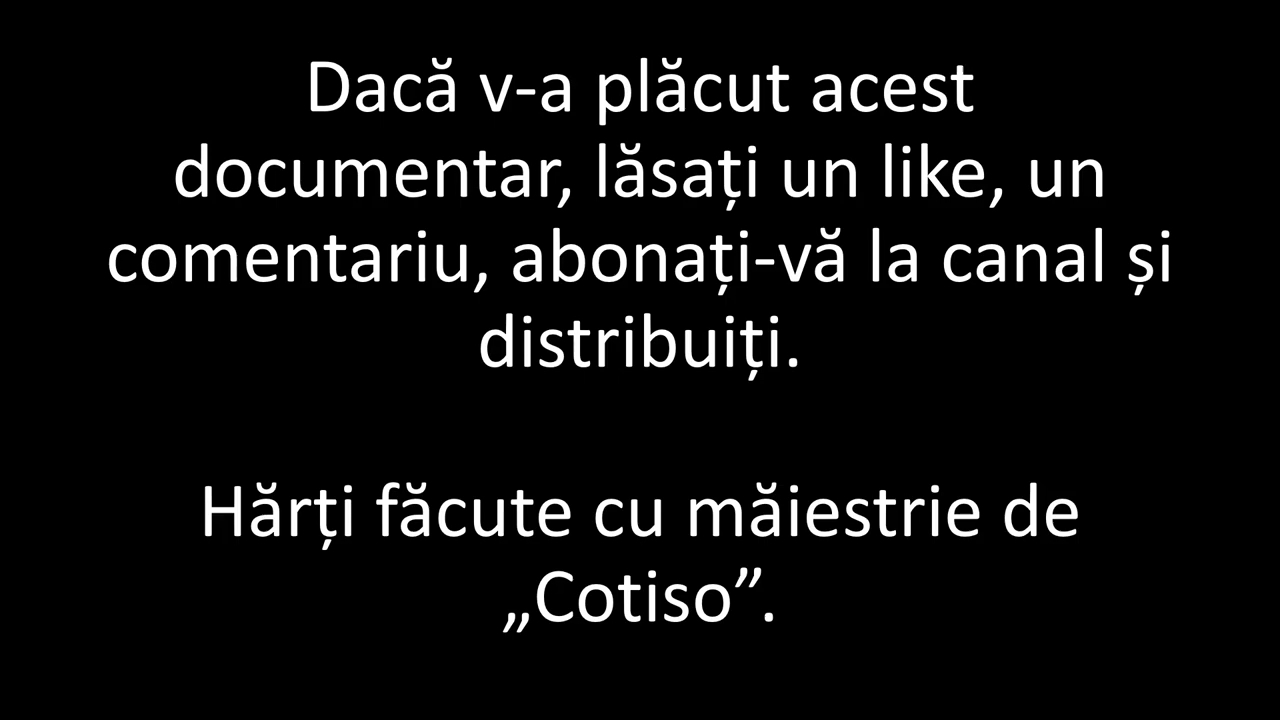 Dacă v-a plăcut acest
documentar, lăsați un like, un
comentariu, abonați-vă la canal și
distribuiți.
Hărți făcute cu măiestrie de
„Cotiso”.